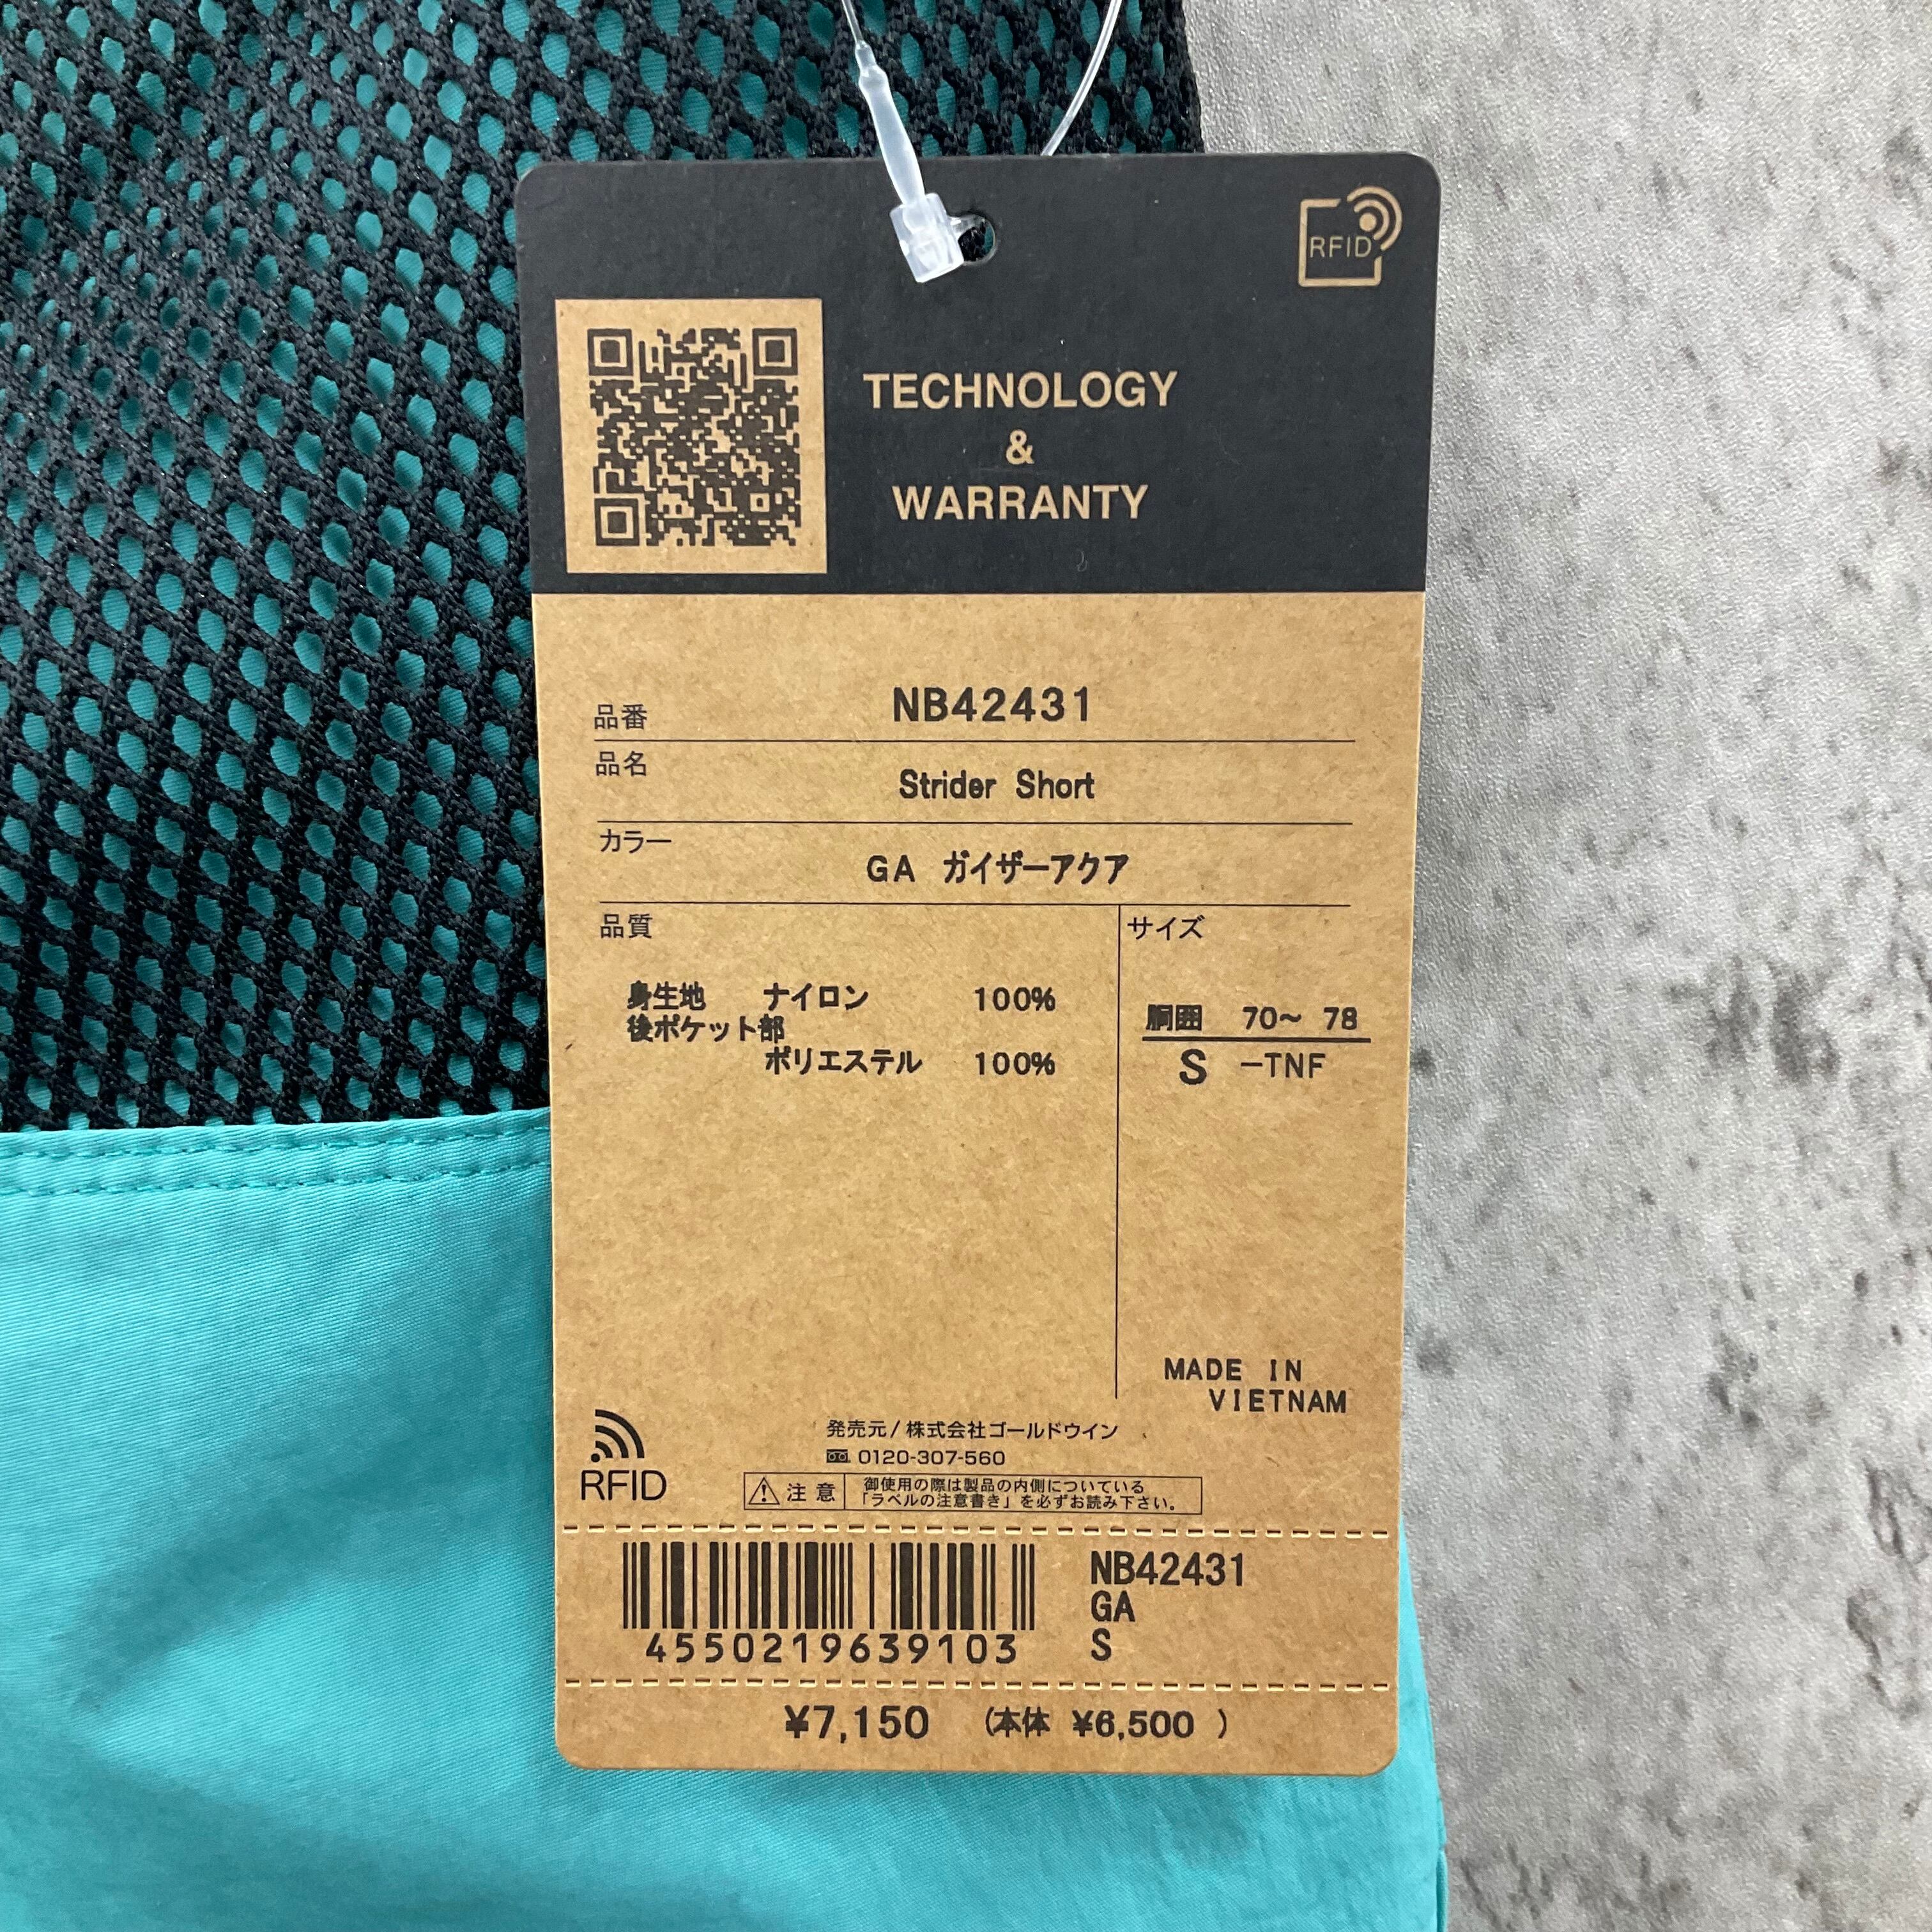 RFID
TECHNOLOGY
&
WARRANTY
品番 NB42431
品名 Strider Short
カラー GA ガイザーアクア
品質
身生地 ナイロン 100%
後ポケット部
ポリエステル 100%
サイズ
胴囲 70～ 78
S -TNF
MADE IN
VIETNAM
発売元/株式会社ゴールドウイン
0120-307-560
RFID
注意 御使用の際は製品の内側についている
「ラベルの注意書き」を必ずお読み下さい。
4550219639103
NB42431
GA
S
¥7,150 (本体 ¥6,500 )